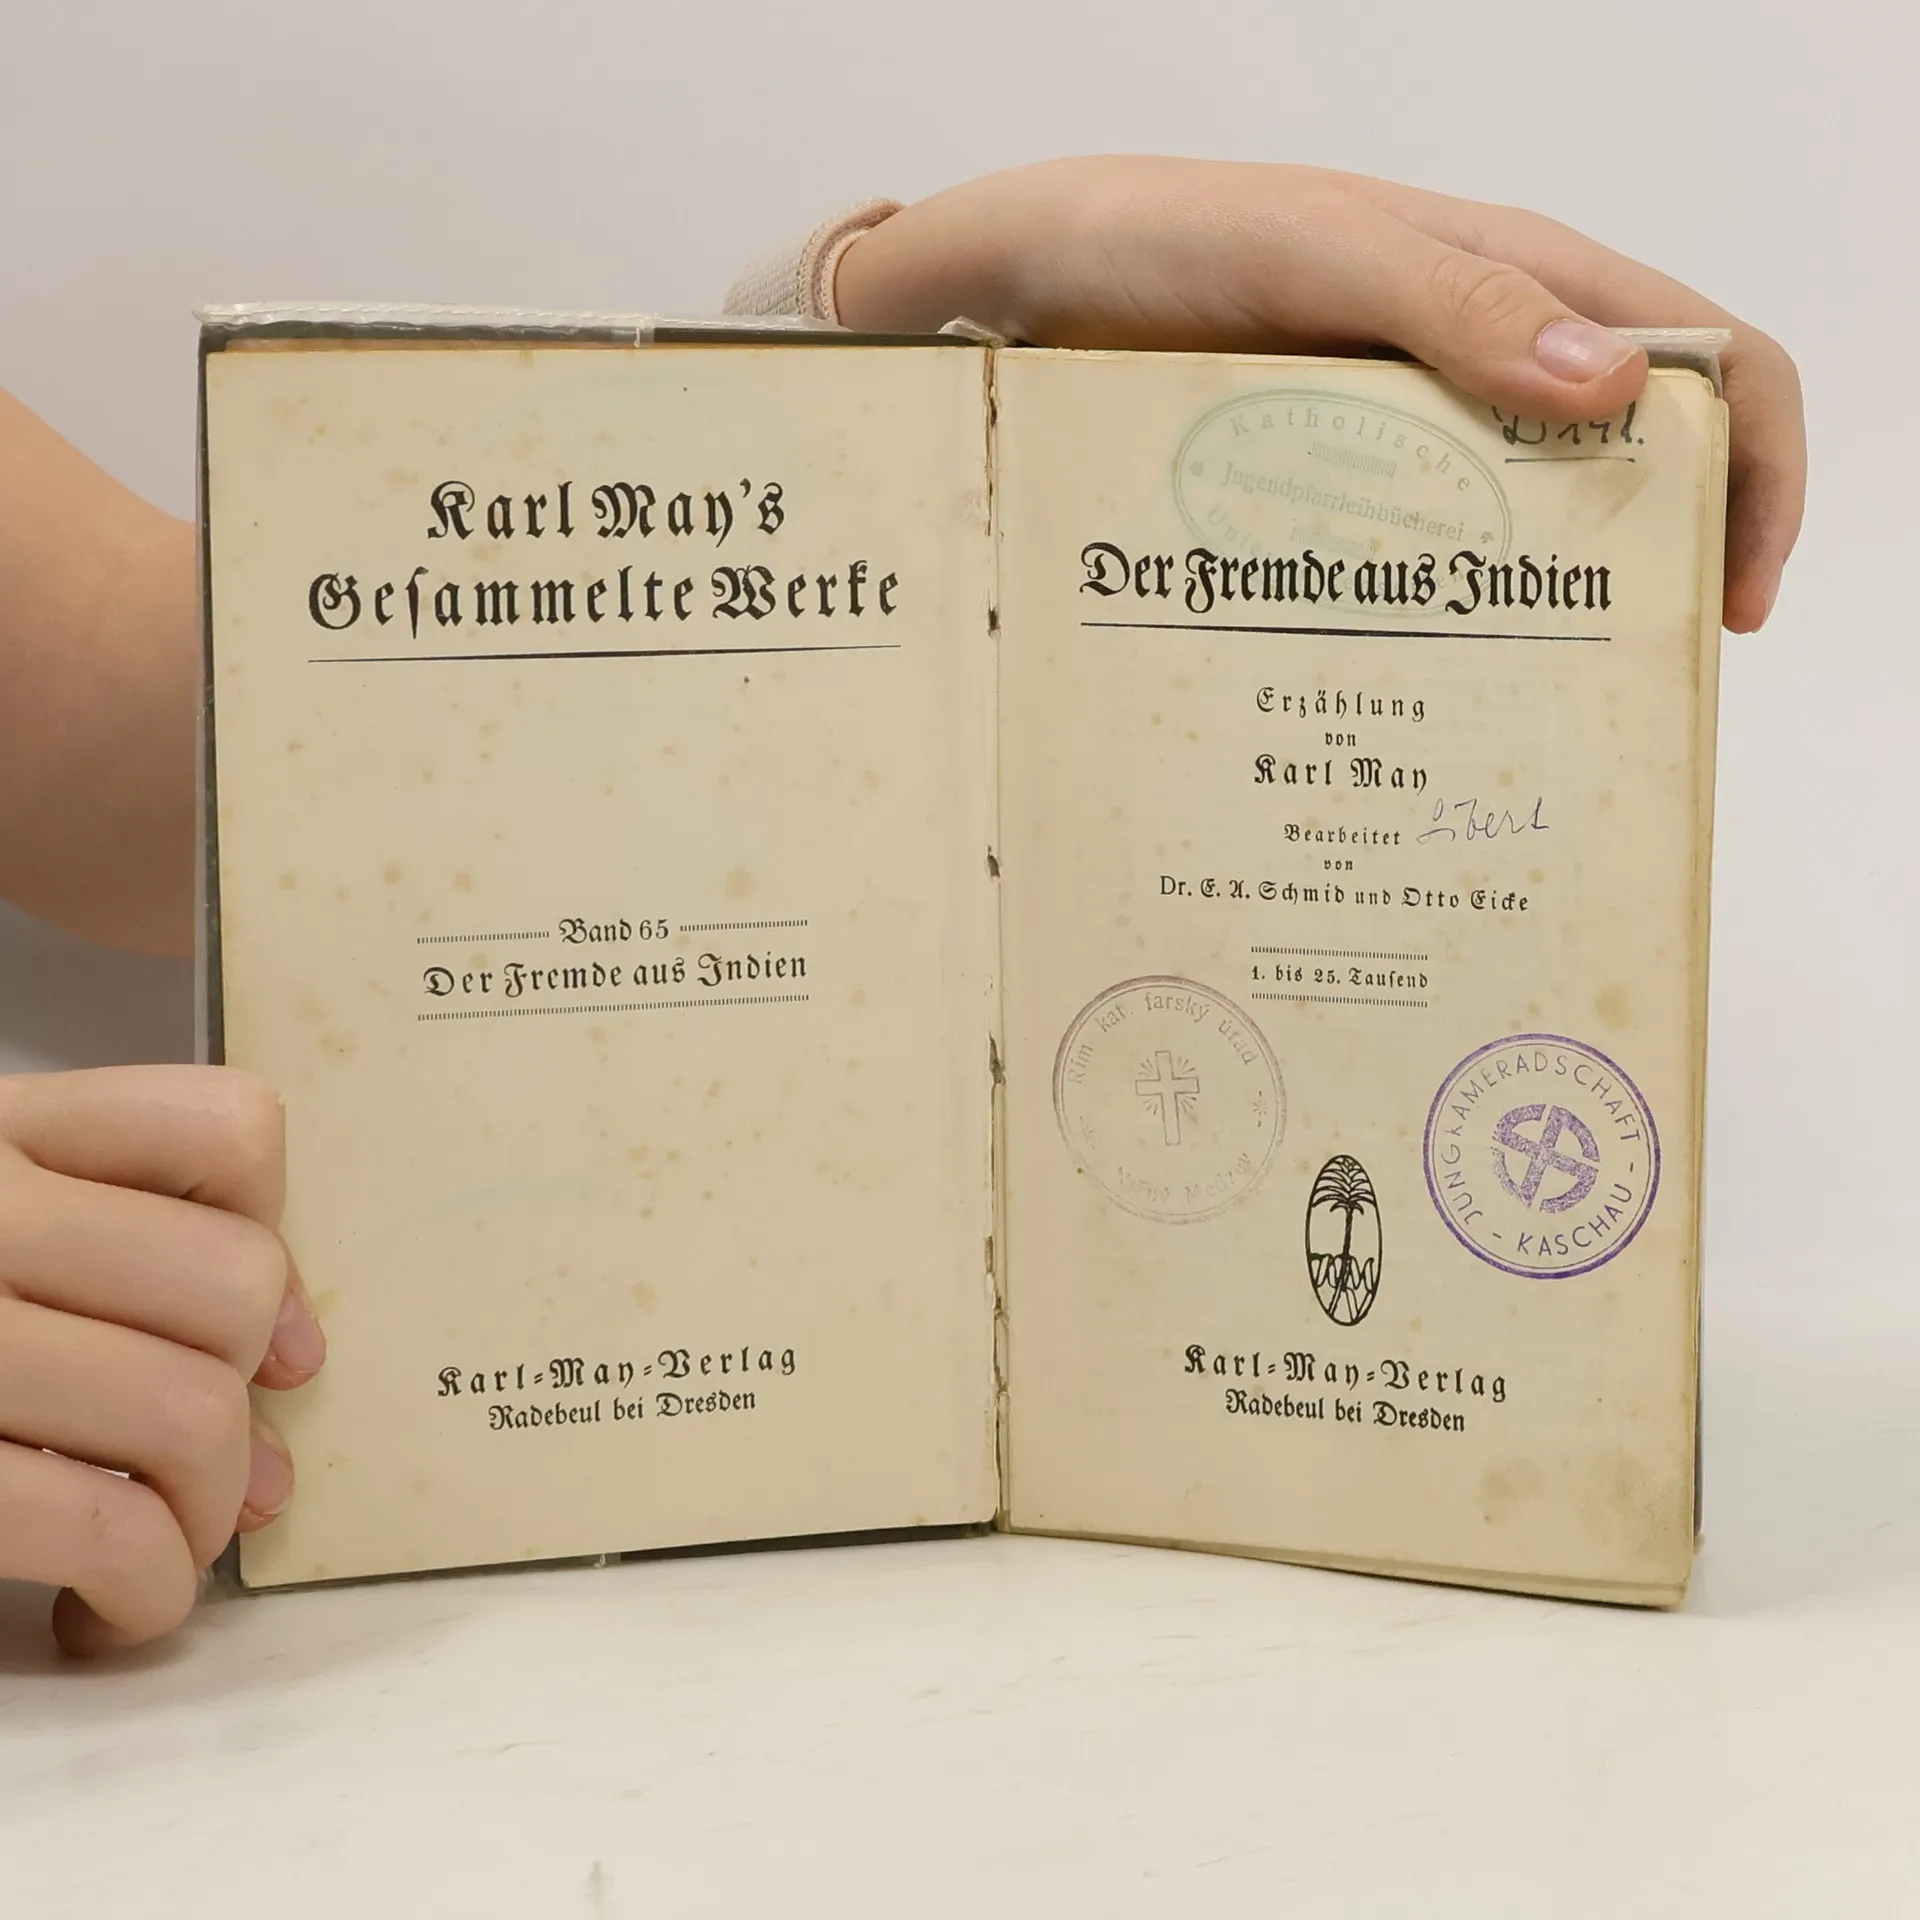 Karl May's
Geſammelte Werke
Band 65
Der Fremde aus Indien
Karl=May=Verlag
Radebeul bei Dresden
Katholische
Jugendpfarrleihbücherei
Der Fremde aus Indien
Erzählung
von
Karl May
Bearbeitet
von
Dr. E. A. Schmid und Otto Eicke
1. bis 25. Tauſend
Rím. kat. farský úrad
JUNGKAMERADSCHAFT
- KASCHAU -
Karl=May=Verlag
Radebeul bei Dresden